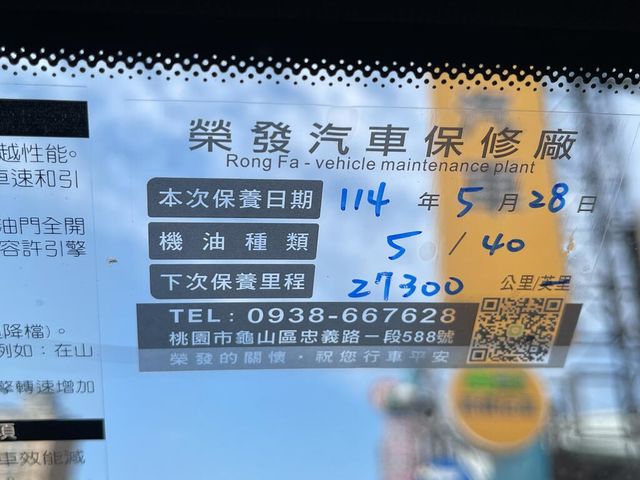 榮發汽車保修廠
Rong Fa - vehicle maintenance plant
本次保養日期 114 年 5 月 28 日
機油種類 5 / 40
下次保養里程 27300 公里/英里
TEL: 0938-667628
桃園市龜山區忠義路一段588號
榮發的關懷·祝您行車平安
越性能。
車速和引
油門全開
容許引擎
降檔)。
例如：在山
擎轉速增加
項
車效能減